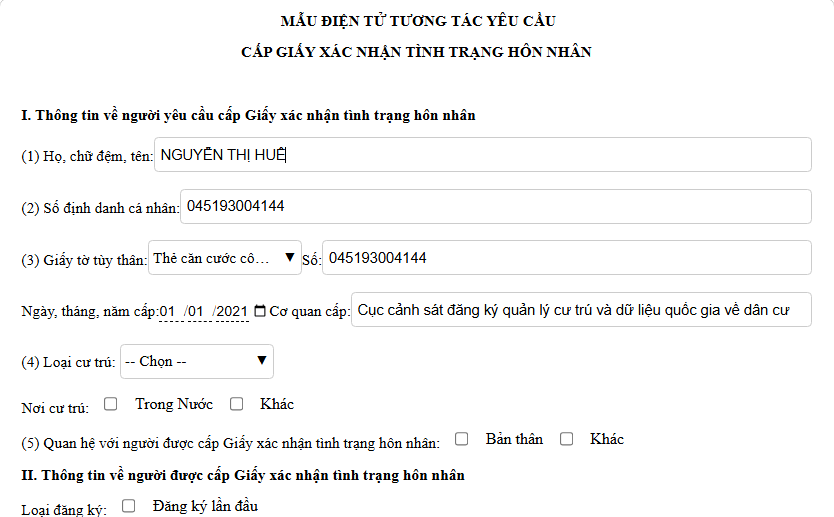 MẪU ĐIỆN TỬ TƯƠNG TÁC YÊU CẦU
CẤP GIẤY XÁC NHẬN TÌNH TRẠNG HÔN NHÂN
I. Thông tin về người yêu cầu cấp Giấy xác nhận tình trạng hôn nhân
(1) Họ, chữ đệm, tên: NGUYỄN THỊ HUẾ
(2) Số định danh cá nhân: 045193004144
(3) Giấy tờ tùy thân: Thẻ căn cước cô... Số: 045193004144
Ngày, tháng, năm cấp: 01 /01 /2021 Cơ quan cấp: Cục cảnh sát đăng ký quản lý cư trú và dữ liệu quốc gia về dân cư
(4) Loại cư trú: -- Chọn --
Nơi cư trú: Trong Nước Khác
(5) Quan hệ với người được cấp Giấy xác nhận tình trạng hôn nhân: Bản thân Khác
II. Thông tin về người được cấp Giấy xác nhận tình trạng hôn nhân
Loại đăng ký: Đăng ký lần đầu